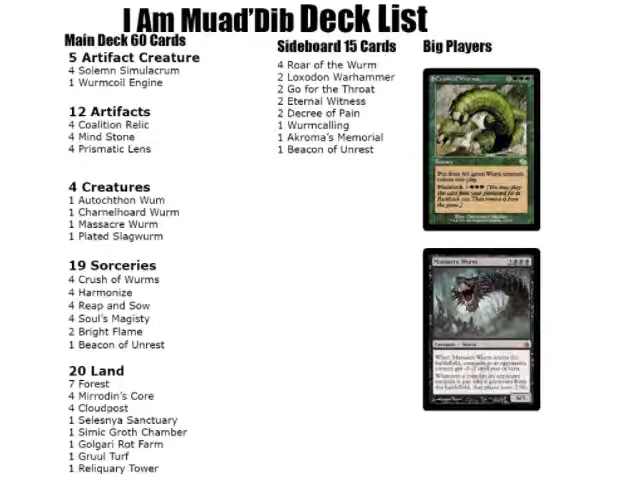 I Am Muad'Dib Deck List
Main Deck 60 Cards
5 Artifact Creature
4 Solemn Simulacrum
1 Wurmcoil Engine
12 Artifacts
4 Coalition Relic
4 Mind Stone
4 Prismatic Lens
4 Creatures
1 Autochthon Wum
1 Charnelhoard Wurm
1 Massacre Wurm
1 Plated Slagwurm
19 Sorceries
4 Crush of Wurms
4 Harmonize
4 Reap and Sow
4 Soul's Magisty
2 Bright Flame
1 Beacon of Unrest
20 Land
7 Forest
4 Mirrodin's Core
4 Cloudpost
1 Selesnya Sanctuary
1 Simic Groth Chamber
1 Golgari Rot Farm
1 Gruul Turf
1 Reliquary Tower
Sideboard 15 Cards
4 Roar of the Wurm
2 Loxodon Warhammer
2 Go for the Throat
2 Eternal Witness
2 Decree of Pain
1 Wurmcalling
1 Akroma's Memorial
1 Beacon of Unrest
Big Players
Crush of Wurms
Massacre Wurm